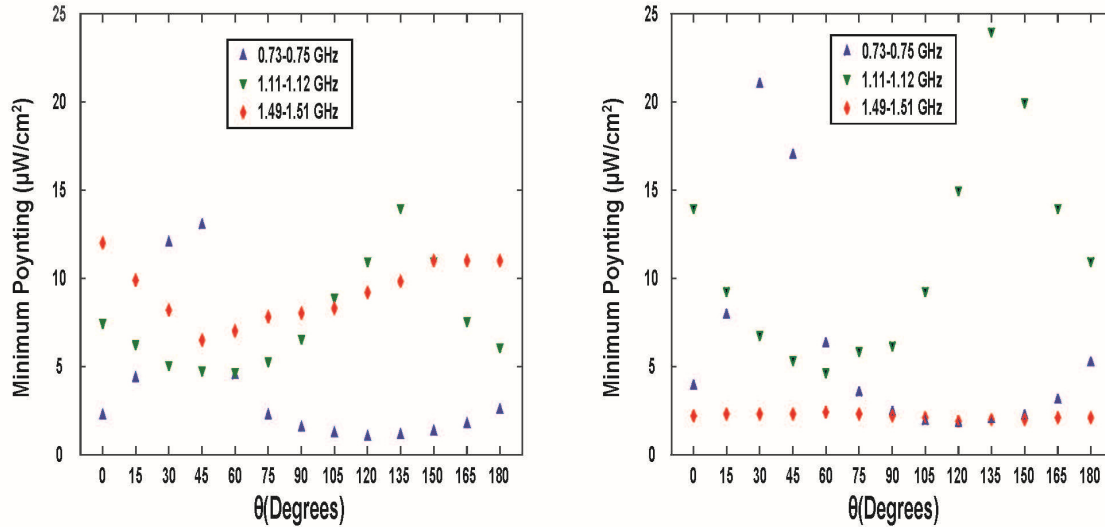 25
20
15
10
5
0
Minimum Poynting (µW/cm²)
0.73-0.75 GHz
1.11-1.12 GHz
1.49-1.51 GHz
0 15 30 45 60 75 90 105 120 135 150 165 180
θ(Degrees)
25
20
15
10
5
0
Minimum Poynting (µW/cm²)
0.73-0.75 GHz
1.11-1.12 GHz
1.49-1.51 GHz
0 15 30 45 60 75 90 105 120 135 150 165 180
θ(Degrees)